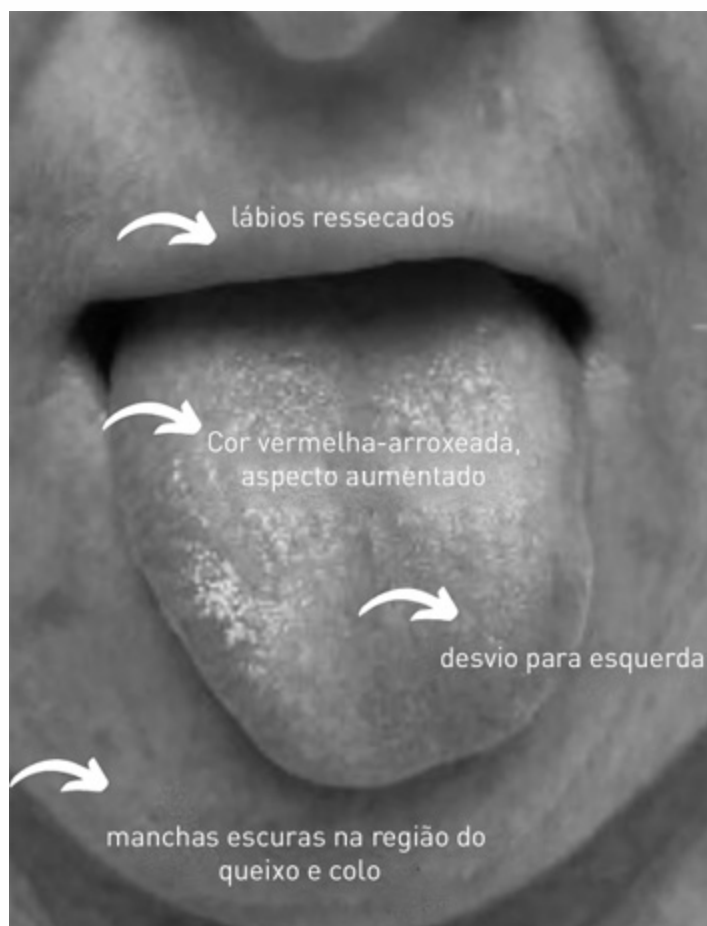 lábios ressecados
Cor vermelha-arroxeada,
aspecto aumentado
desvio para esquerda
manchas escuras na região do
queixo e colo